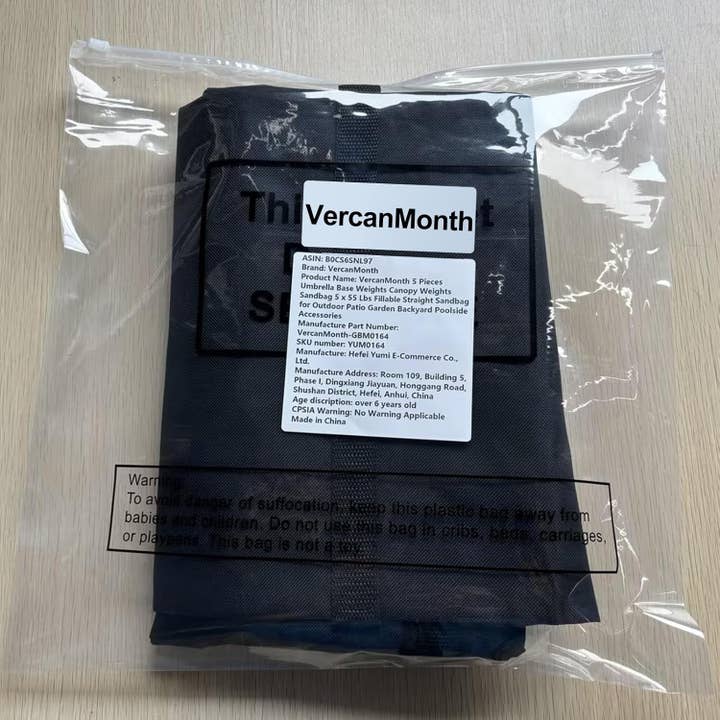 Thi
t
VercanMonth
S
ASIN: B0CS6SNL97
Brand: VercanMonth
Product Name: VercanMonth 5 Pieces
Umbrella Base Weights Canopy Weights
Sandbag 5 x 55 Lbs Fillable Straight Sandbag
for Outdoor Patio Garden Backyard Poolside
Accessories
Manufacture Part Number:
VercanMonth-GBM0164
SKU number: YUM0164
Manufacture: Hefei Yumi E-Commerce Co.,
Ltd.
Manufacture Address: Room 109, Building 5,
Phase I, Dingxiang Jiayuan, Honggang Road,
Shushan District, Hefei, Anhui, China
Age discription: over 6 years old
CPSIA Warning: No Warning Applicable
Made in China
Warning:
To avoid danger of suffocation, keep this plastic bag away from
babies and children. Do not use this bag in cribs, beds, carriages,
or playpens. This bag is not a toy.